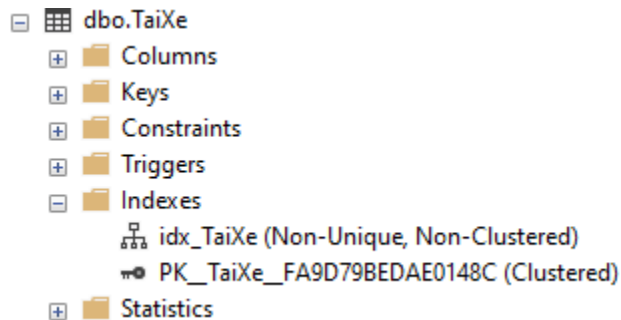 dbo.TaiXe
Columns
Keys
Constraints
Triggers
Indexes
idx_TaiXe (Non-Unique, Non-Clustered)
PK__TaiXe__FA9D79BEDAE0148C (Clustered)
Statistics